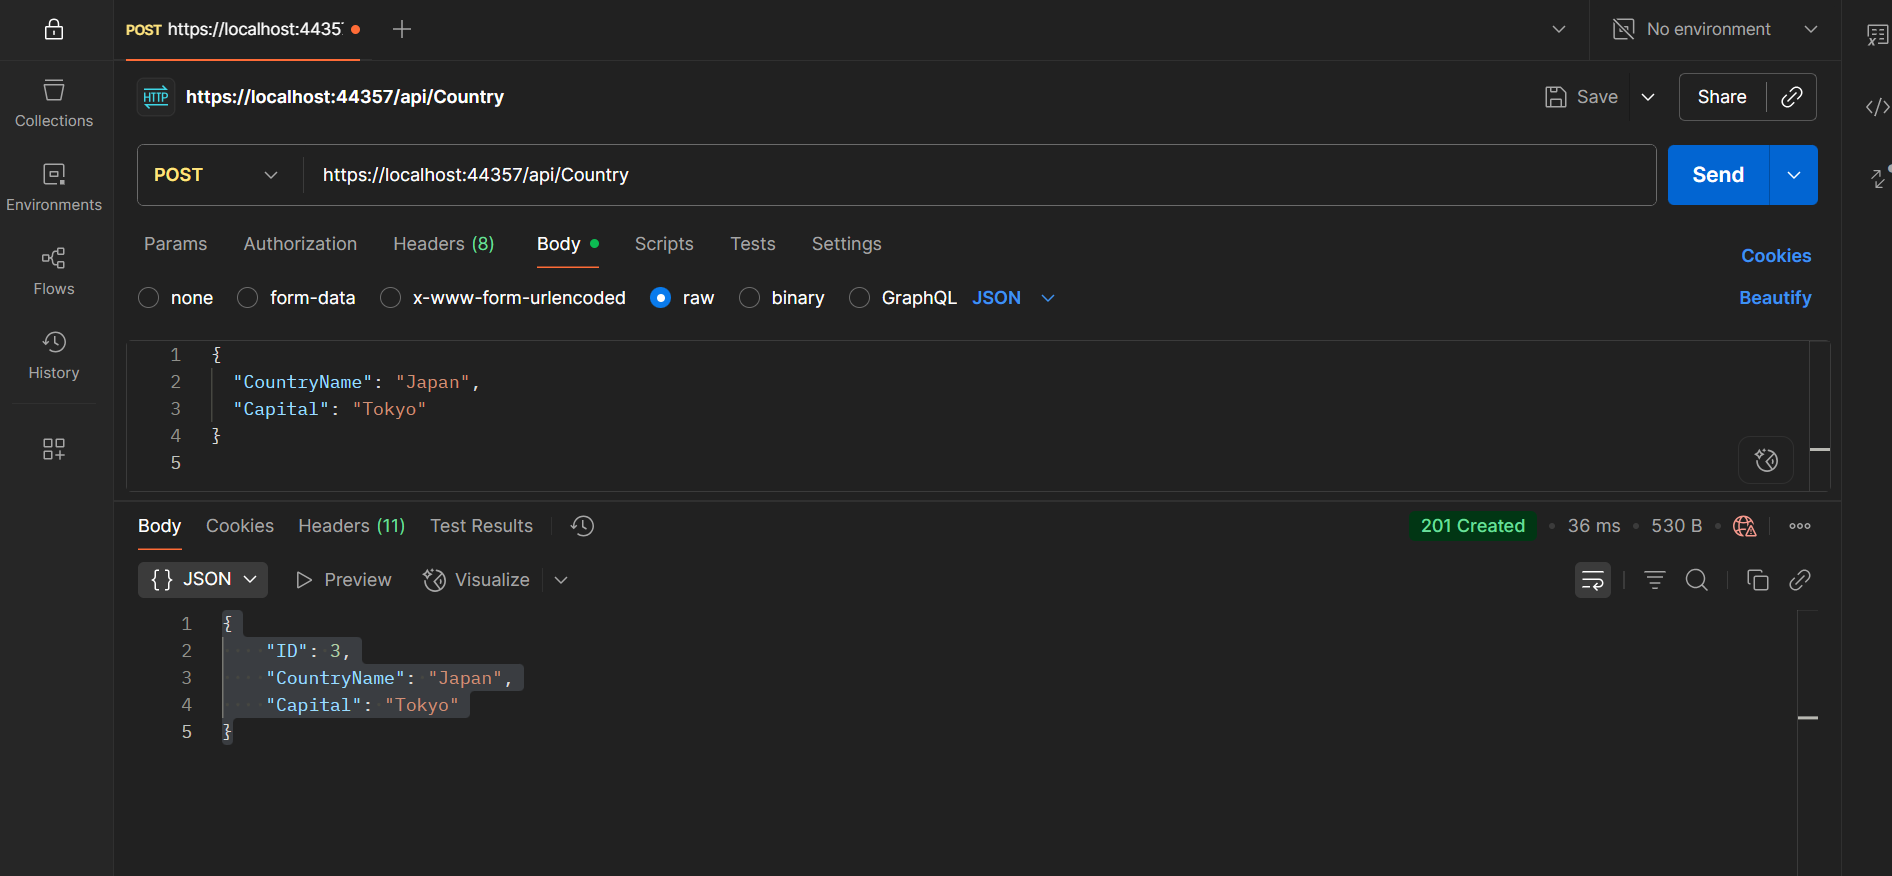 POST https://localhost:4435
No environment
Collections
HTTP https://localhost:44357/api/Country
Save
Share
POST
https://localhost:44357/api/Country
Send
Environments
Params
Authorization
Headers (8)
Body
Scripts
Tests
Settings
Cookies
none
form-data
x-www-form-urlencoded
raw
binary
GraphQL
JSON
Beautify
Flows
History
1 {
2 "CountryName": "Japan",
3 "Capital": "Tokyo"
4 }
5
Body
Cookies
Headers (11)
Test Results
201 Created
36 ms
530 B
{} JSON
Preview
Visualize
1 {
2 "ID": 3,
3 "CountryName": "Japan",
4 "Capital": "Tokyo"
5 }